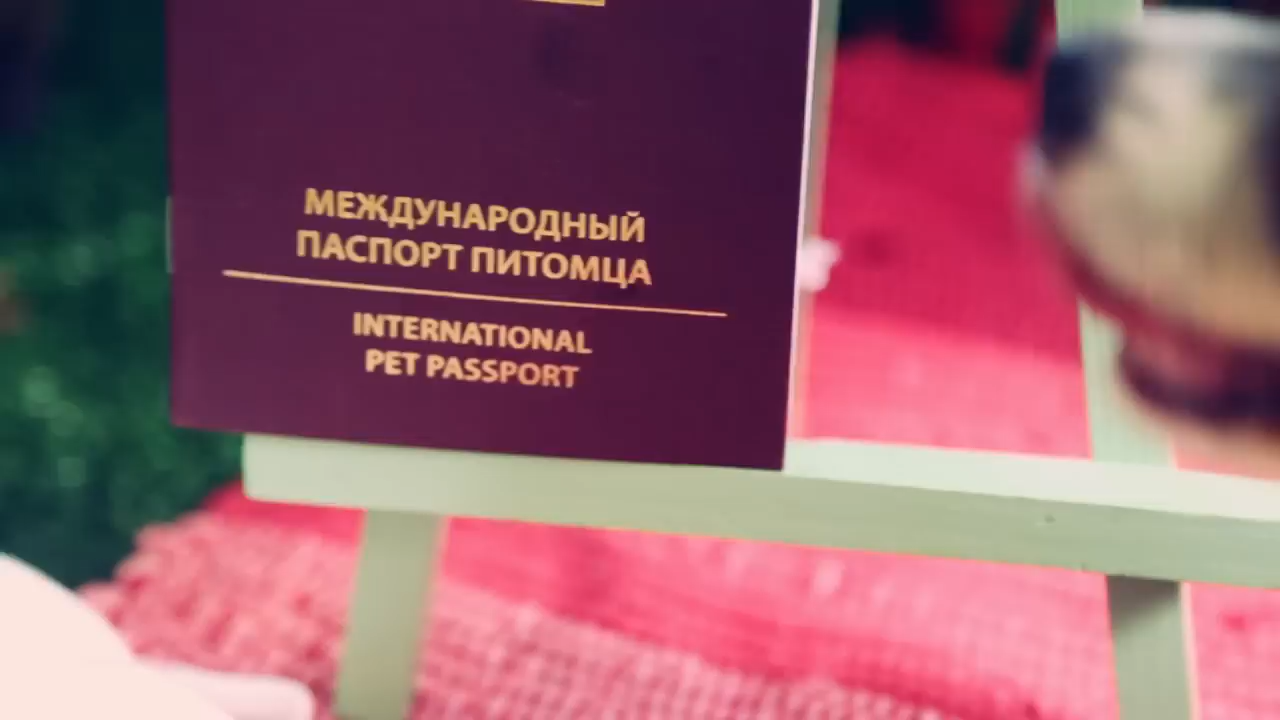 МЕЖДУНАРОДНЫЙ
ПАСПОРТ ПИТОМЦА
INTERNATIONAL
PET PASSPORT